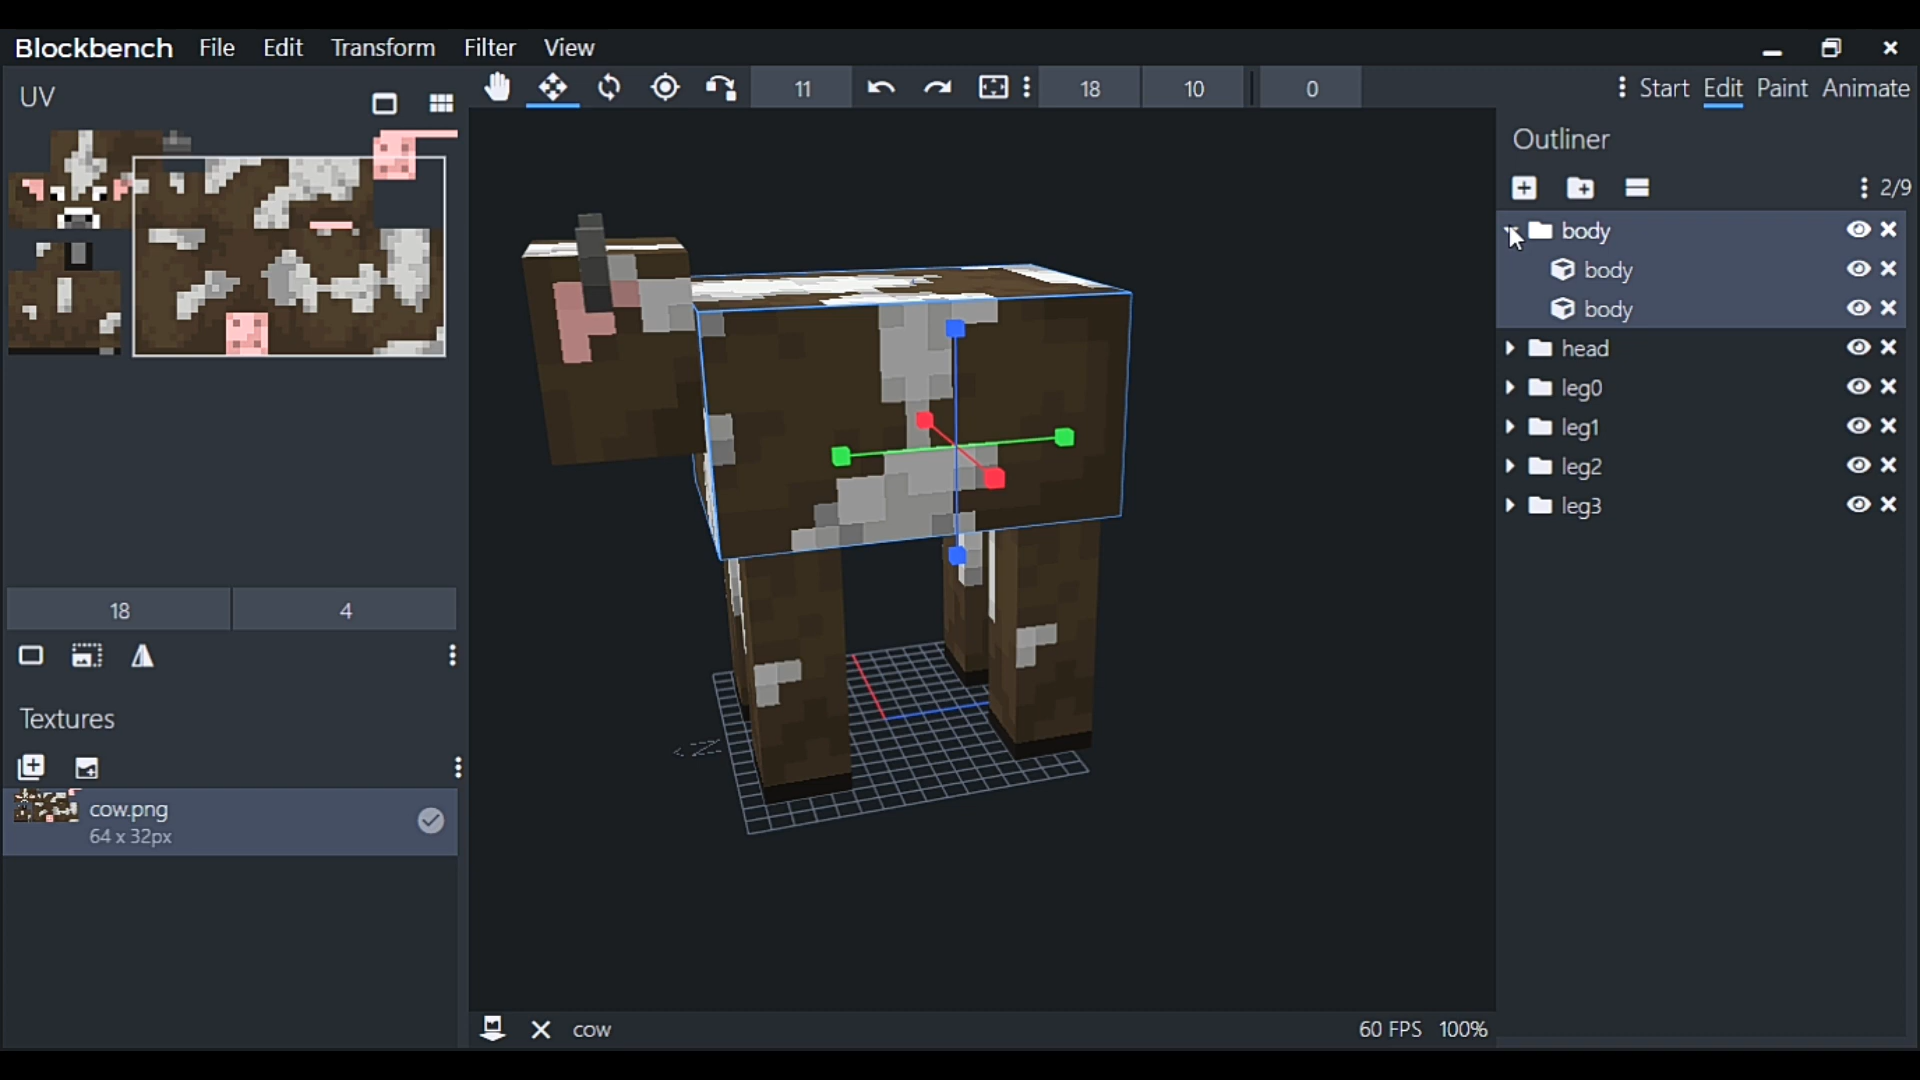 Blockbench File Edit Transform Filter View
UV
11 18 10 0
Start Edit Paint Animate
Outliner
2/9
body
body
body
head
leg0
leg1
leg2
leg3
18 4
Textures
cow.png
64 x 32px
N
cow
60 FPS 100%